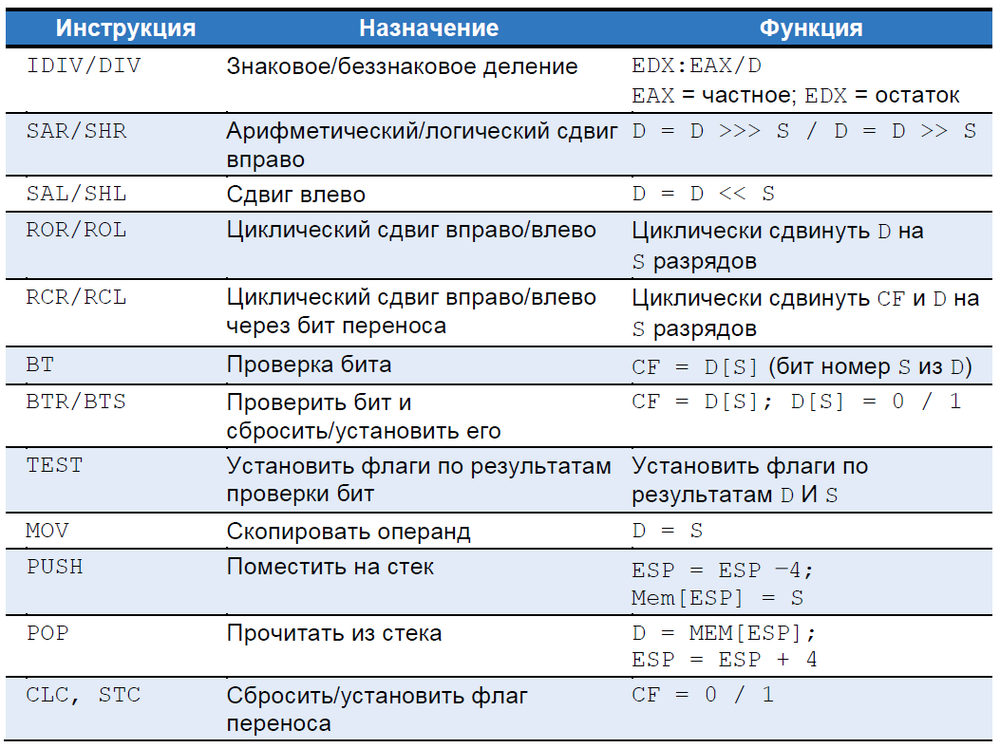 Инструкция Назначение Функция
IDIV/DIV Знаковое/беззнаковое деление EDX:EAX/D
EAX = частное; EDX = остаток
SAR/SHR Арифметический/логический сдвиг D = D >>> S / D = D >> S
вправо
SAL/SHL Сдвиг влево D = D << S
ROR/ROL Циклический сдвиг вправо/влево Циклически сдвинуть D на
S разрядов
RCR/RCL Циклический сдвиг вправо/влево Циклически сдвинуть CF и D на
через бит переноса S разрядов
BT Проверка бита CF = D[S] (бит номер S из D)
BTR/BTS Проверить бит и CF = D[S]; D[S] = 0 / 1
сбросить/установить его
TEST Установить флаги по результатам Установить флаги по
проверки бит результатам D И S
MOV Скопировать операнд D = S
PUSH Поместить на стек ESP = ESP −4;
Mem[ESP] = S
POP Прочитать из стека D = MEM[ESP];
ESP = ESP + 4
CLC, STC Сбросить/установить флаг CF = 0 / 1
переноса